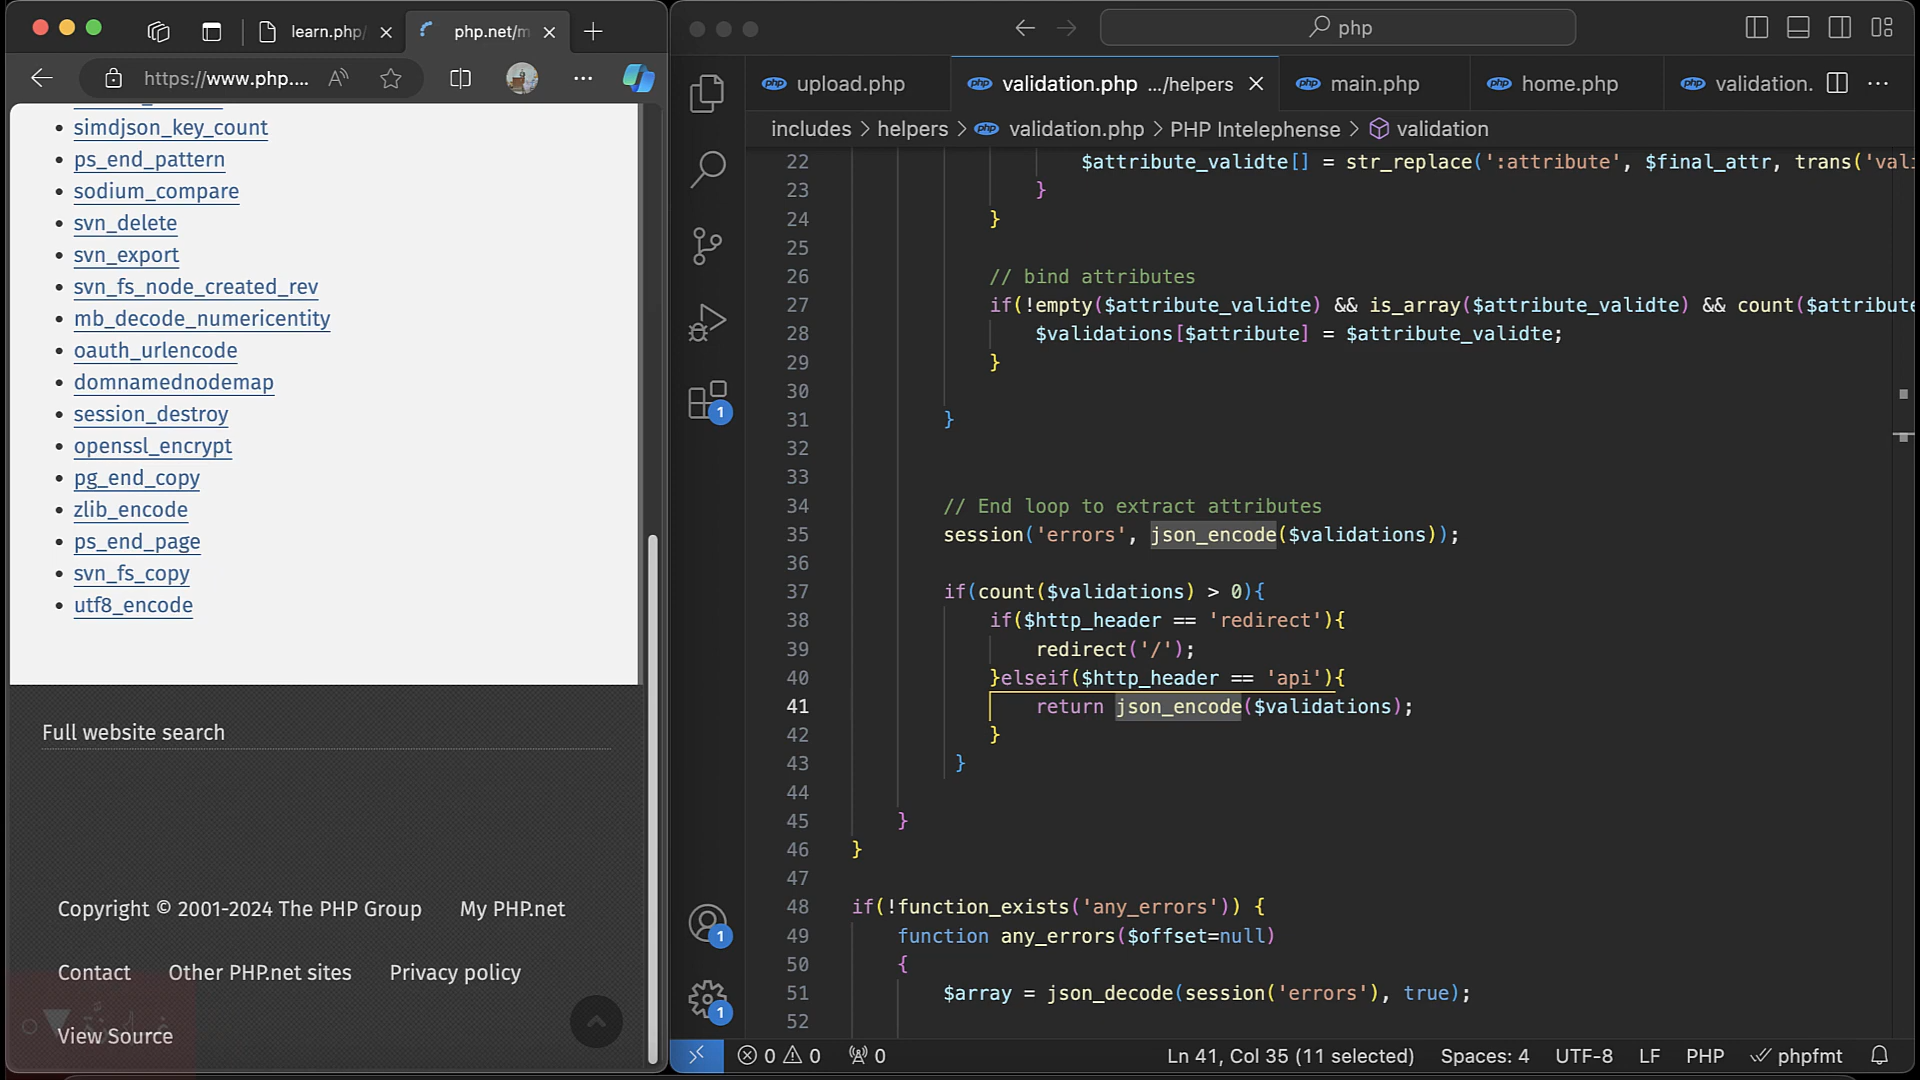 learn.php/
php.net/m
https://www.php....
simdjson_key_count
ps_end_pattern
sodium_compare
svn_delete
svn_export
svn_fs_node_created_rev
mb_decode_numericentity
oauth_urlencode
domnamednodemap
session_destroy
openssl_encrypt
pg_end_copy
zlib_encode
ps_end_page
svn_fs_copy
utf8_encode
Full website search
Copyright © 2001-2024 The PHP Group
My PHP.net
Contact
Other PHP.net sites
Privacy policy
View Source
php
upload.php
validation.php .../helpers
main.php
home.php
validation.
includes > helpers > validation.php > PHP Intelephense > validation
22 $attribute_validte[] = str_replace(':attribute', $final_attr, trans('vali
23 }
24 }
25
26 // bind attributes
27 if(!empty($attribute_validte) && is_array($attribute_validte) && count($attribute
28 $validations[$attribute] = $attribute_validte;
29 }
30
31 }
32
33
34 // End loop to extract attributes
35 session('errors', json_encode($validations));
36
37 if(count($validations) > 0){
38 if($http_header == 'redirect'){
39 redirect('/');
40 }elseif($http_header == 'api'){
41 return json_encode($validations);
42 }
43 }
44
45 }
46 }
47
48 if(!function_exists('any_errors')) {
49 function any_errors($offset=null)
50 {
51 $array = json_decode(session('errors'), true);
52
1
1
1
0 0 0
Ln 41, Col 35 (11 selected)
Spaces: 4
UTF-8
LF
PHP
phpfmt